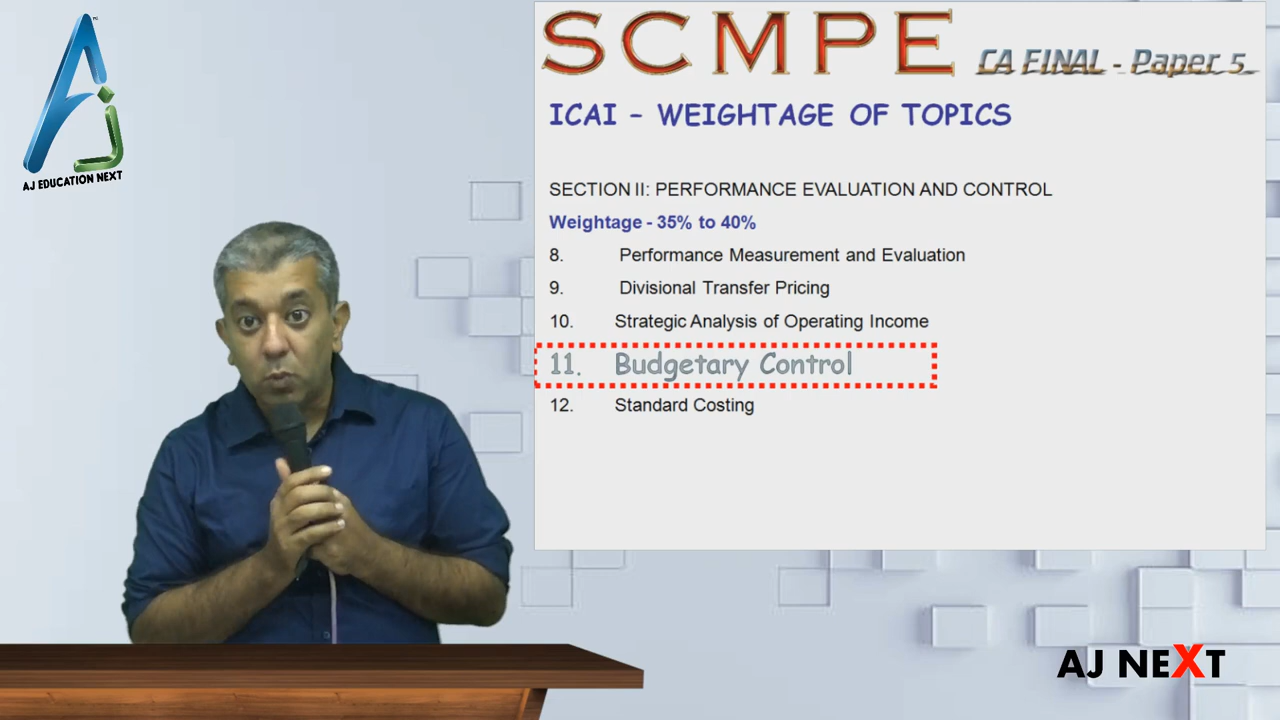 AJ EDUCATION NEXT
SCMPE CA FINAL - Paper 5
ICAI – WEIGHTAGE OF TOPICS
SECTION II: PERFORMANCE EVALUATION AND CONTROL
Weightage - 35% to 40%
8. Performance Measurement and Evaluation
9. Divisional Transfer Pricing
10. Strategic Analysis of Operating Income
11. Budgetary Control
12. Standard Costing
AJ NEXT